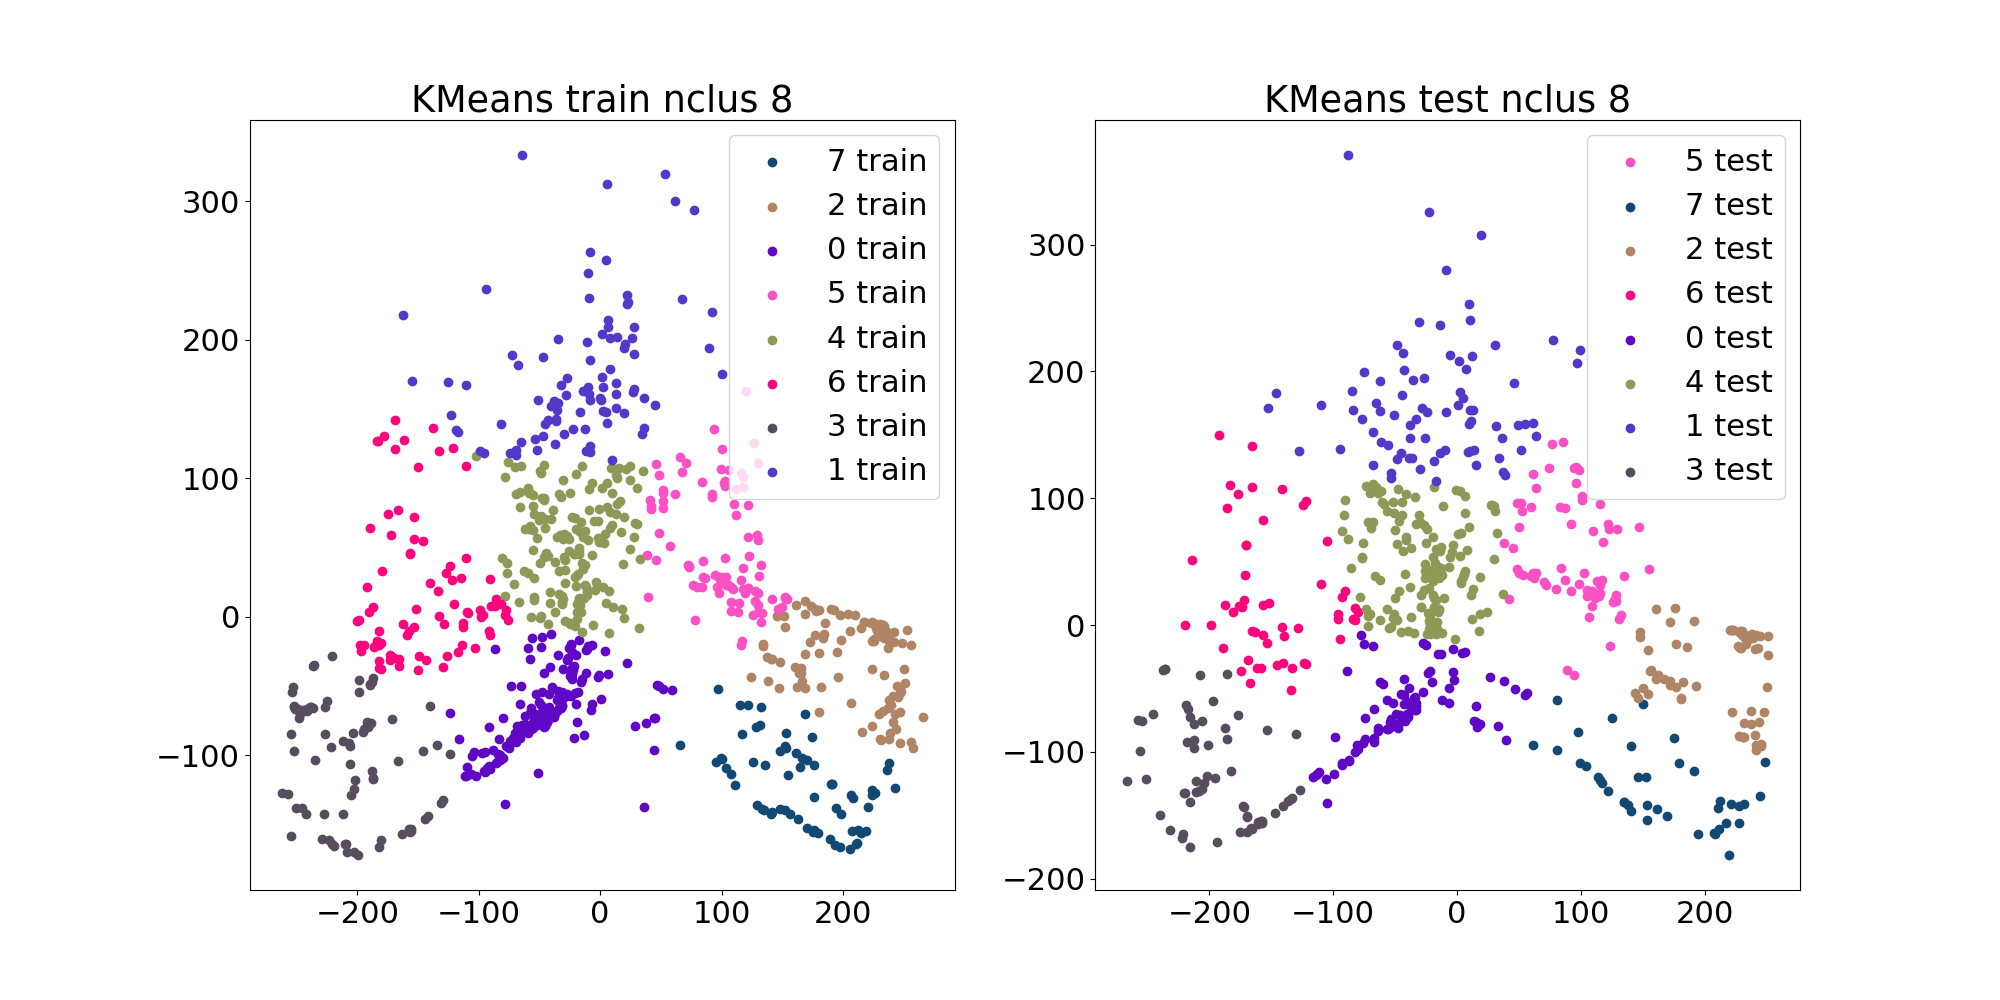 KMeans train nclus 8
300
200
100
0
−100
−200
−100
0
100
200
7 train
2 train
0 train
5 train
4 train
6 train
3 train
1 train
KMeans test nclus 8
300
200
100
0
−100
−200
−200
−100
0
100
200
5 test
7 test
2 test
6 test
0 test
4 test
1 test
3 test